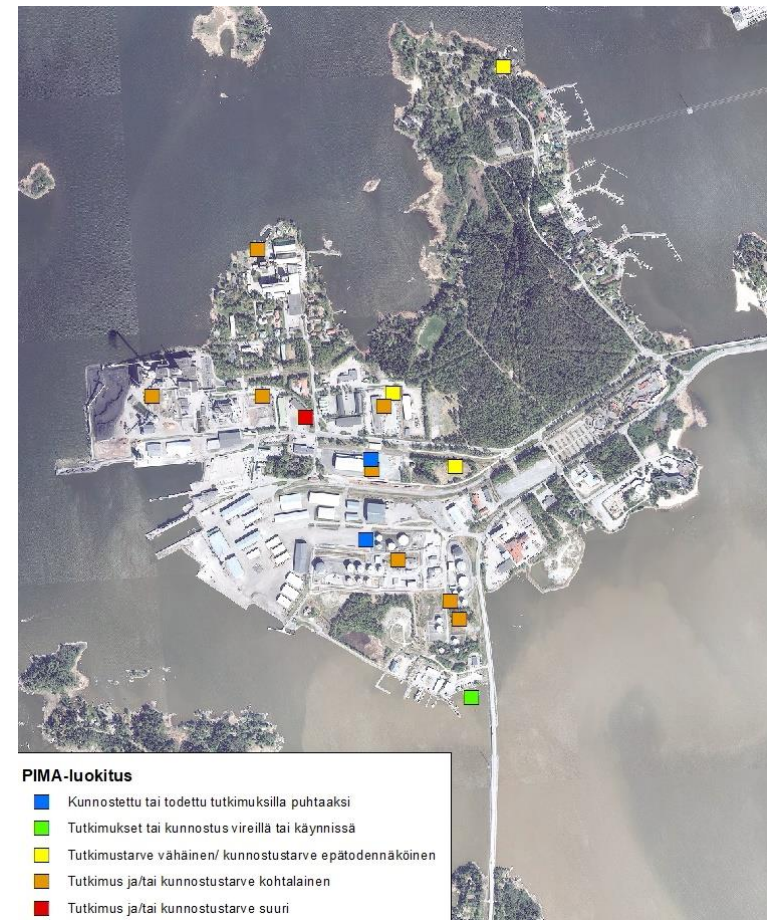 PIMA-luokitus
Kunnostettu tai todettu tutkimuksilla puhtaaksi
Tutkimukset tai kunnostus vireillä tai käynnissä
Tutkimustarve vähäinen/ kunnostustarve epätodennäköinen
Tutkimus ja/tai kunnostustarve kohtalainen
Tutkimus ja/tai kunnostustarve suuri